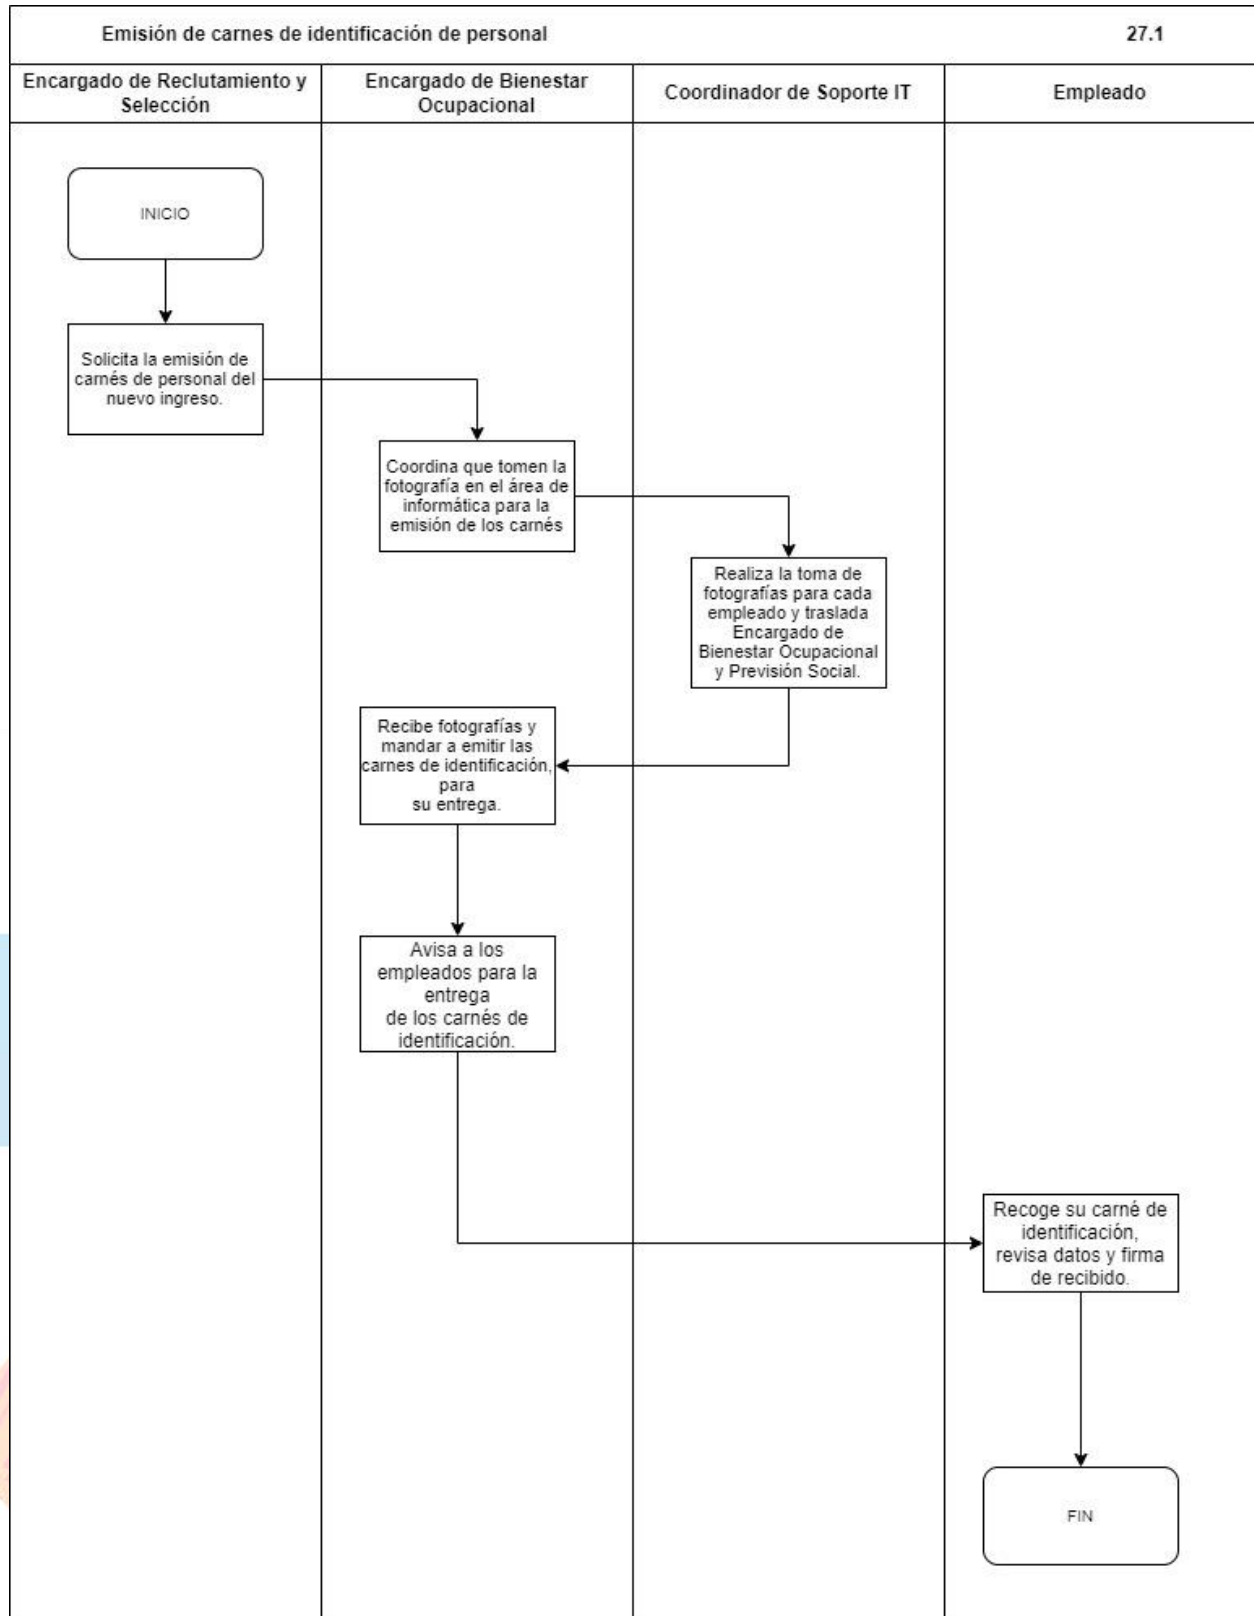 Emisión de carnes de identificación de personal 27.1
Encargado de Reclutamiento y
Selección
Encargado de Bienestar
Ocupacional
Coordinador de Soporte IT
Empleado
INICIO
Solicita la emisión de
carnés de personal del
nuevo ingreso.
Coordina que tomen la
fotografía en el área de
informática para la
emisión de los carnés
Realiza la toma de
fotografías para cada
empleado y traslada
Encargado de
Bienestar Ocupacional
y Previsión Social.
Recibe fotografías y
mandar a emitir las
carnes de identificación,
para
su entrega.
Avisa a los
empleados para la
entrega
de los carnés de
identificación.
Recoge su carné de
identificación,
revisa datos y firma
de recibido.
FIN